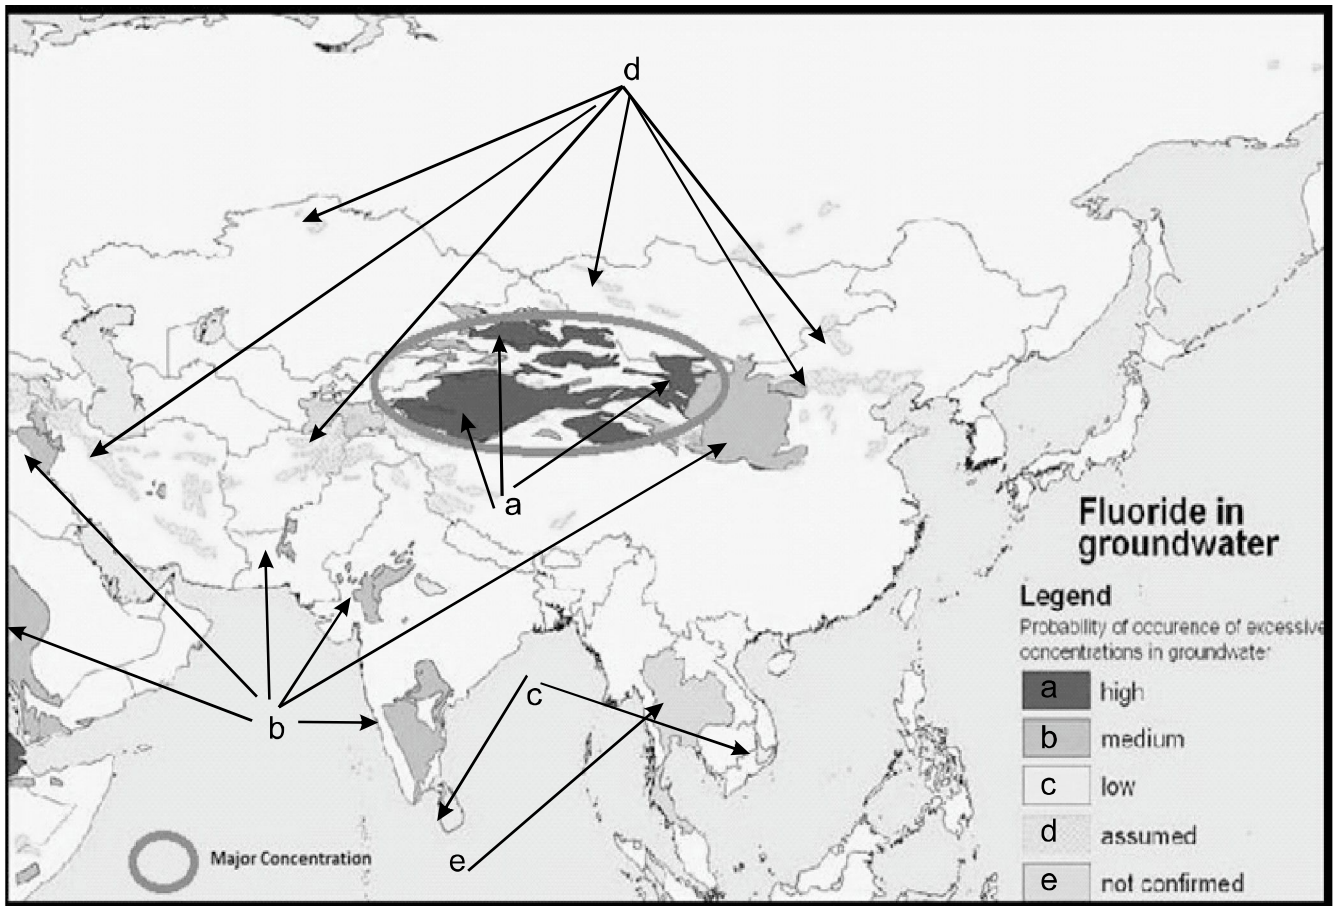 d
a
b
c
e
Fluoride in
groundwater
Legend
Probability of occurence of excessive
concentrations in groundwater
a high
b medium
c low
d assumed
e not confirmed
Major Concentration